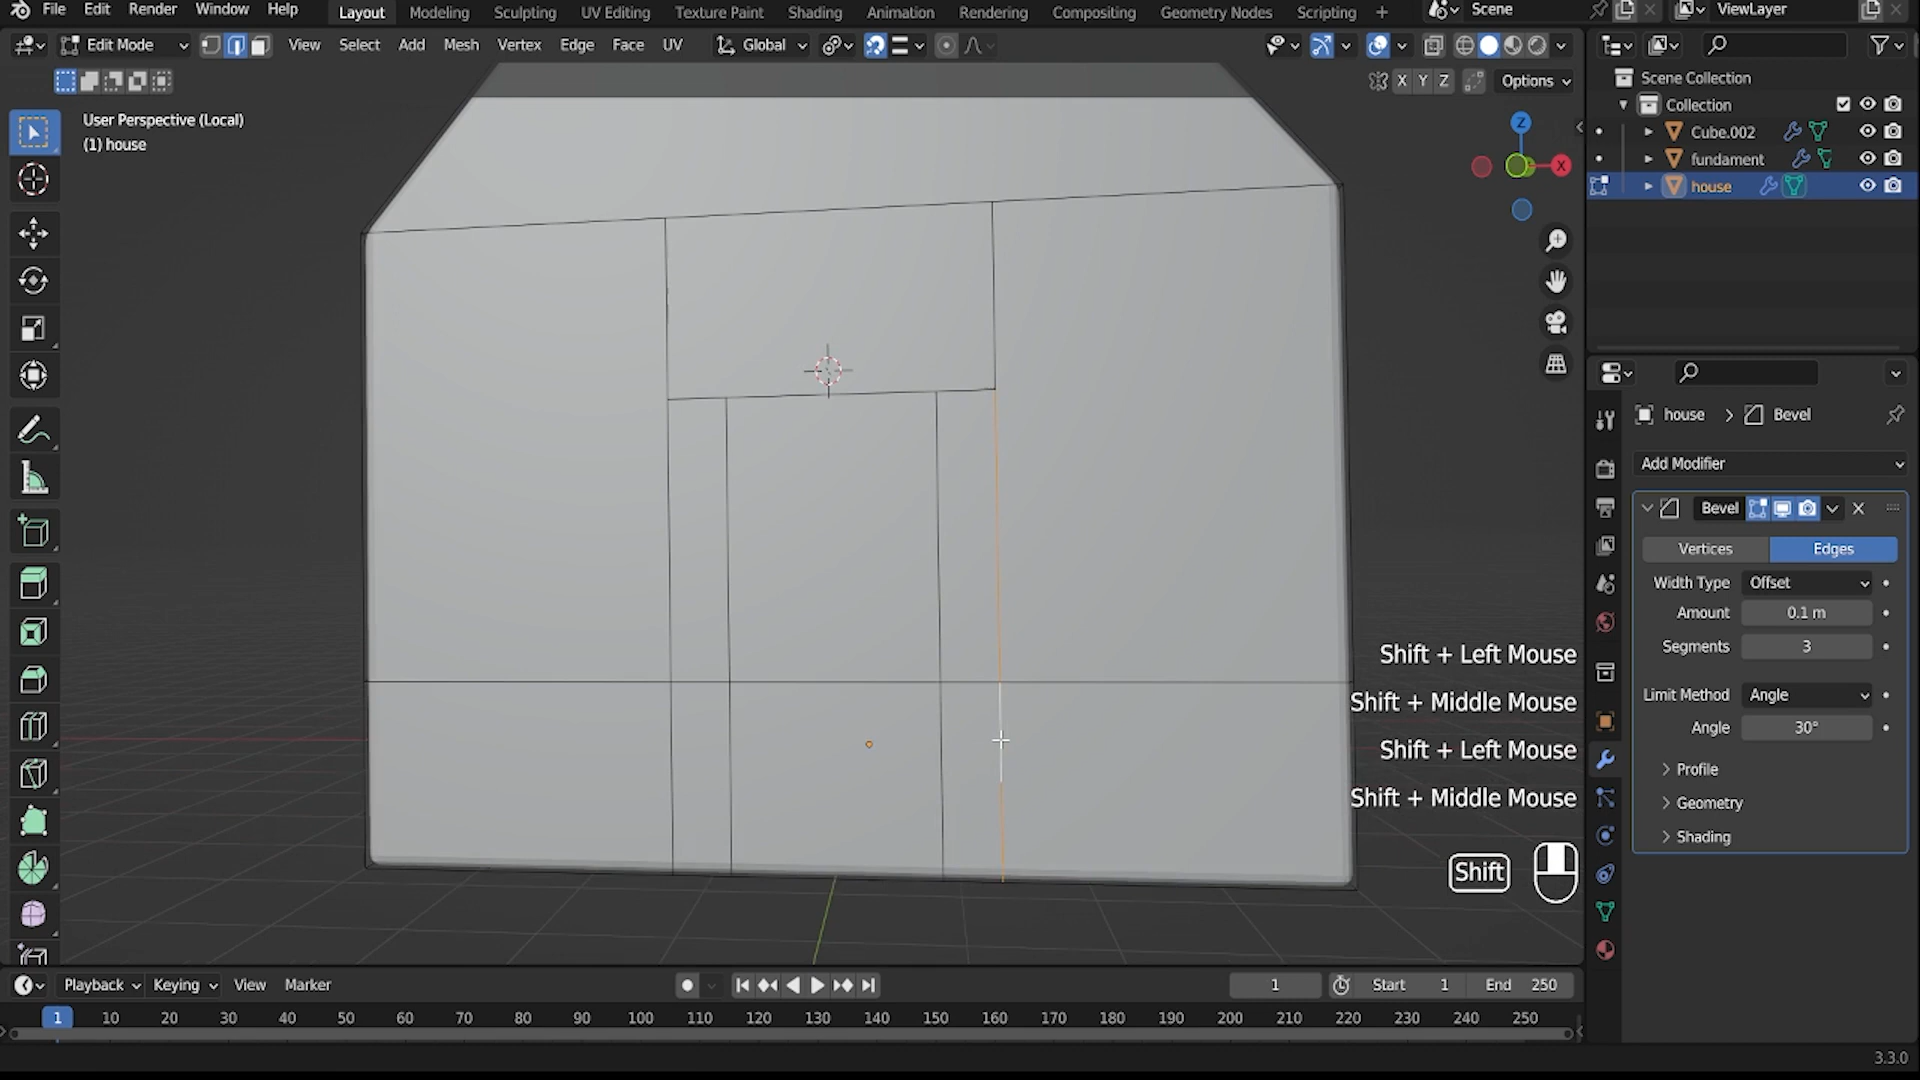 File Edit Render Window Help Layout Modeling Sculpting UV Editing Texture Paint Shading Animation Rendering Compositing Geometry Nodes Scripting + Scene ViewLayer
Edit Mode View Select Add Mesh Vertex Edge Face UV Global
X Y Z Options
User Perspective (Local)
(1) house
Z
X
Scene Collection
Collection
Cube.002
fundament
house
house > Bevel
Add Modifier
Bevel
Vertices Edges
Width Type Offset
Amount 0.1 m
Segments 3
Limit Method Angle
Angle 30°
Profile
Geometry
Shading
Shift + Left Mouse
Shift + Middle Mouse
Shift + Left Mouse
Shift + Middle Mouse
Shift
Playback Keying View Marker 1 Start 1 End 250
1 10 20 30 40 50 60 70 80 90 100 110 120 130 140 150 160 170 180 190 200 210 220 230 240 250
3.3.0